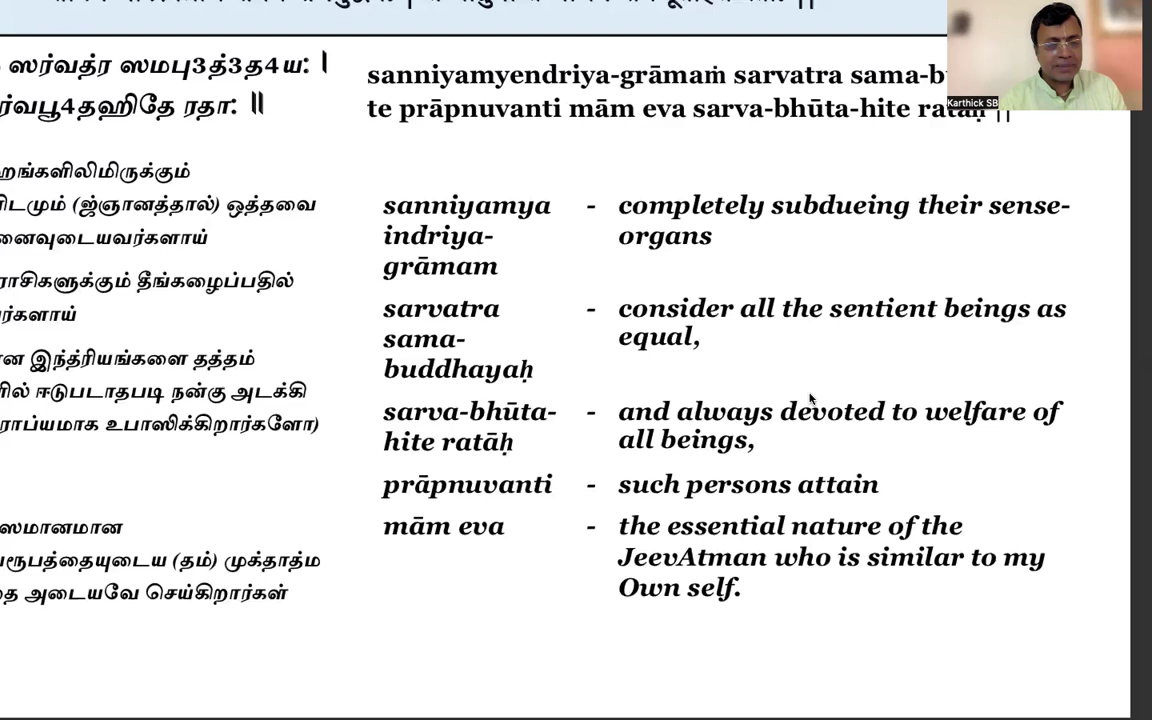 ஸர்வத்ர ஸமபு3த்3த4ய: |
ர்வபூ4தஹிதே ரதா: ||
ஹங்களிலிமிருக்கும்
ிடமும் (ஜ்ஞானத்தால்) ஒத்தவை
னைவுடையவர்களாய்
ராசிகளுக்கும் தீங்கழைப்பதில்
ர்களாய்
ன இந்த்ரியங்களை தத்தம்
ில் ஈடுபடாதபடி நன்கு அடக்கி
ராப்யமாக உபாஸிக்கிறார்களோ)
ஸமானமான
பரூபத்தையுடைய (தம்) முக்தாத்ம
தை அடையவே செய்கிறார்கள்
sanniyamyendriya-grāmaṁ sarvatra sama-b
te prāpnuvanti mām eva sarva-bhūta-hite ratāḥ ||
Karthick SB
sanniyamya - completely subdueing their sense-
indriya- organs
grāmam
sarvatra - consider all the sentient beings as
sama- equal,
buddhayaḥ
sarva-bhūta- - and always devoted to welfare of
hite ratāḥ all beings,
prāpnuvanti - such persons attain
mām eva - the essential nature of the
JeevAtman who is similar to my
Own self.